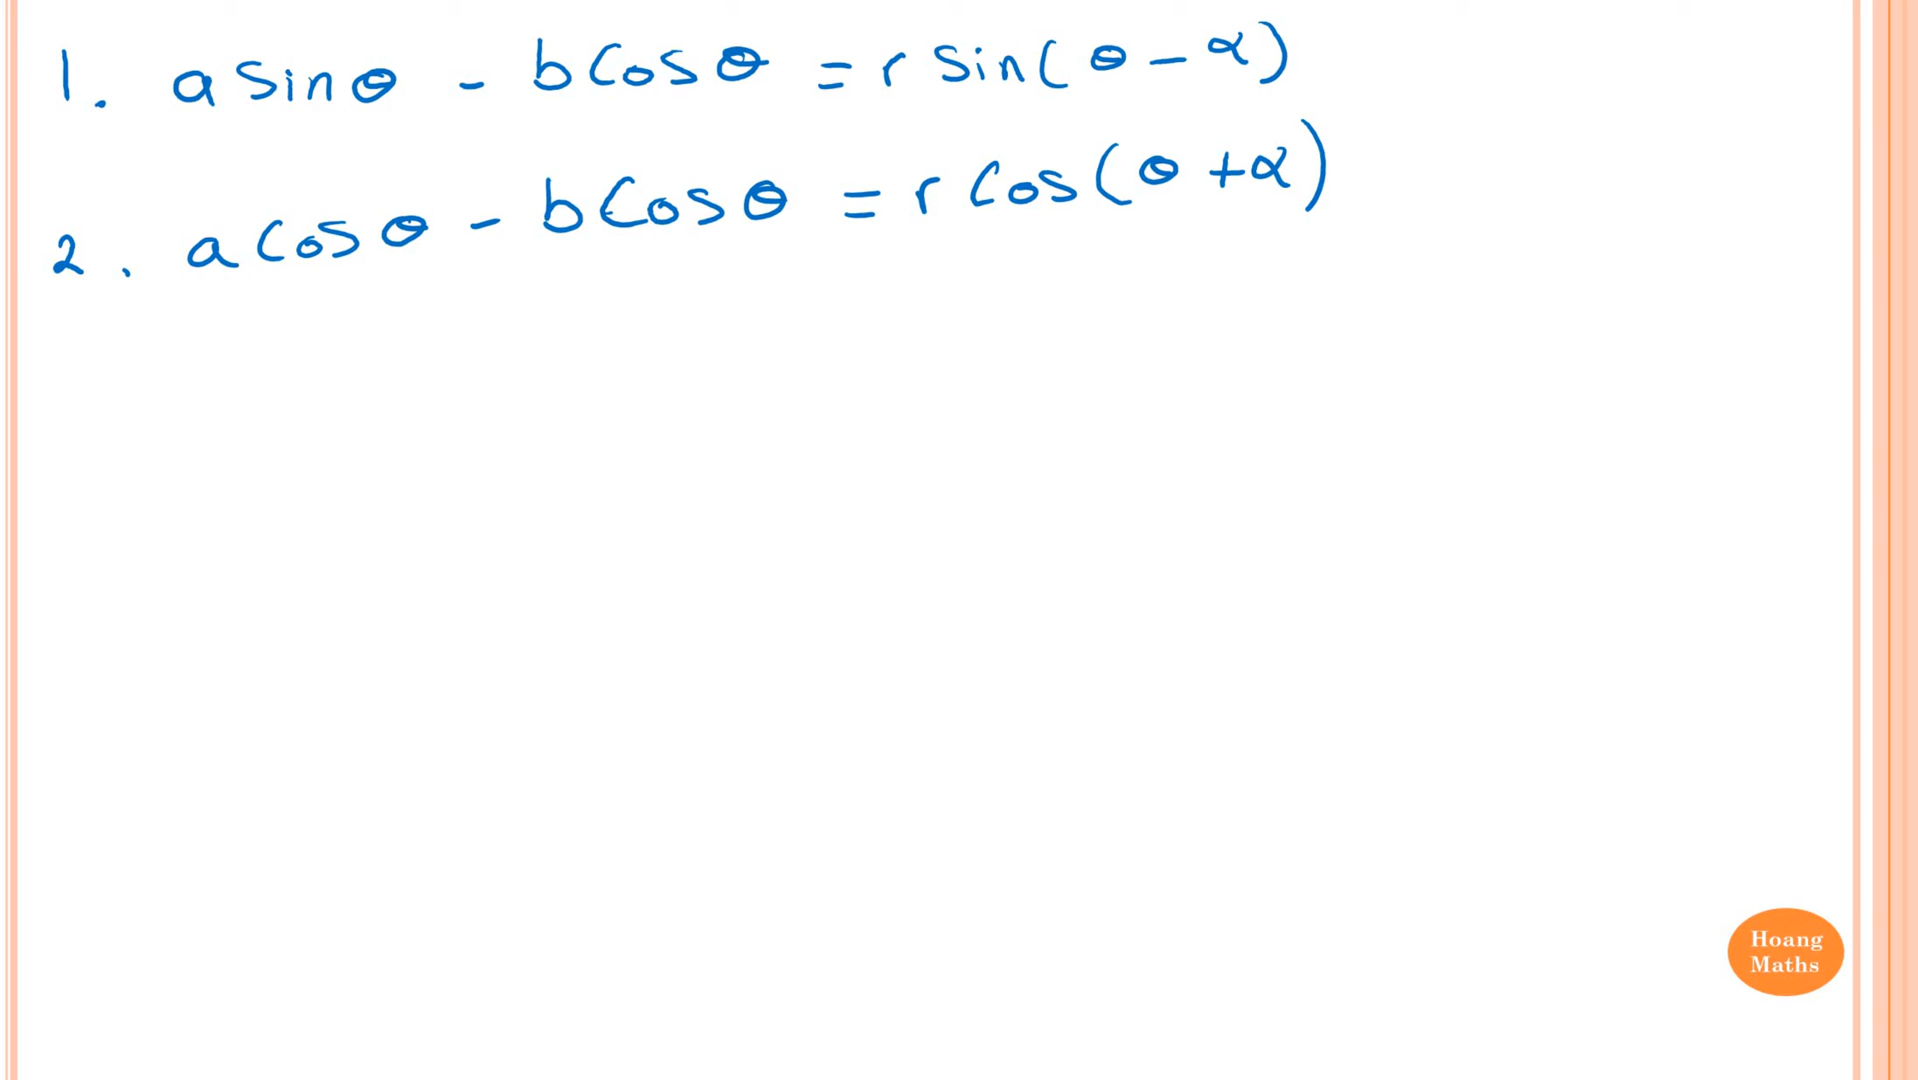 1. a sinθ - b cosθ = r sin(θ - α)
2. a cosθ - b cosθ = r cos(θ + α)
Hoang
Maths